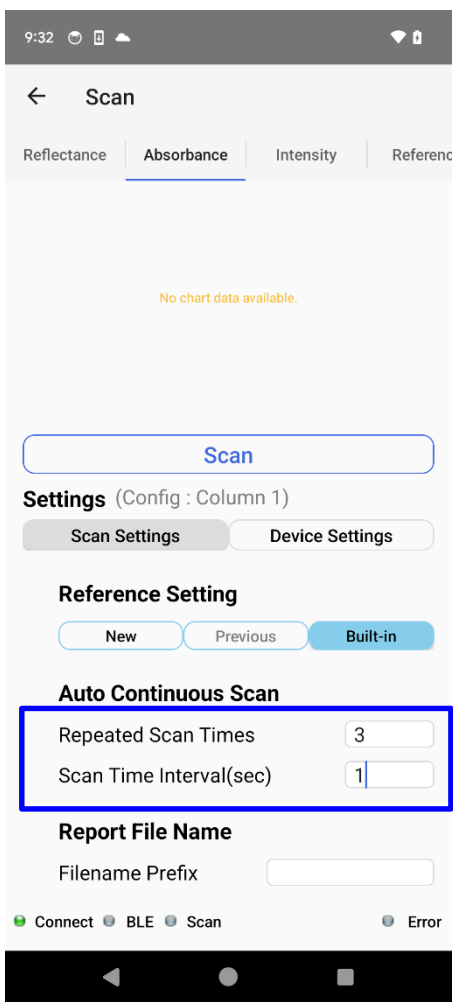 9:32
Scan
Reflectance Absorbance Intensity Referenc
No chart data available.
Scan
Settings (Config : Column 1)
Scan Settings Device Settings
Reference Setting
New Previous Built-in
Auto Continuous Scan
Repeated Scan Times 3
Scan Time Interval(sec) 1
Report File Name
Filename Prefix
Connect BLE Scan Error